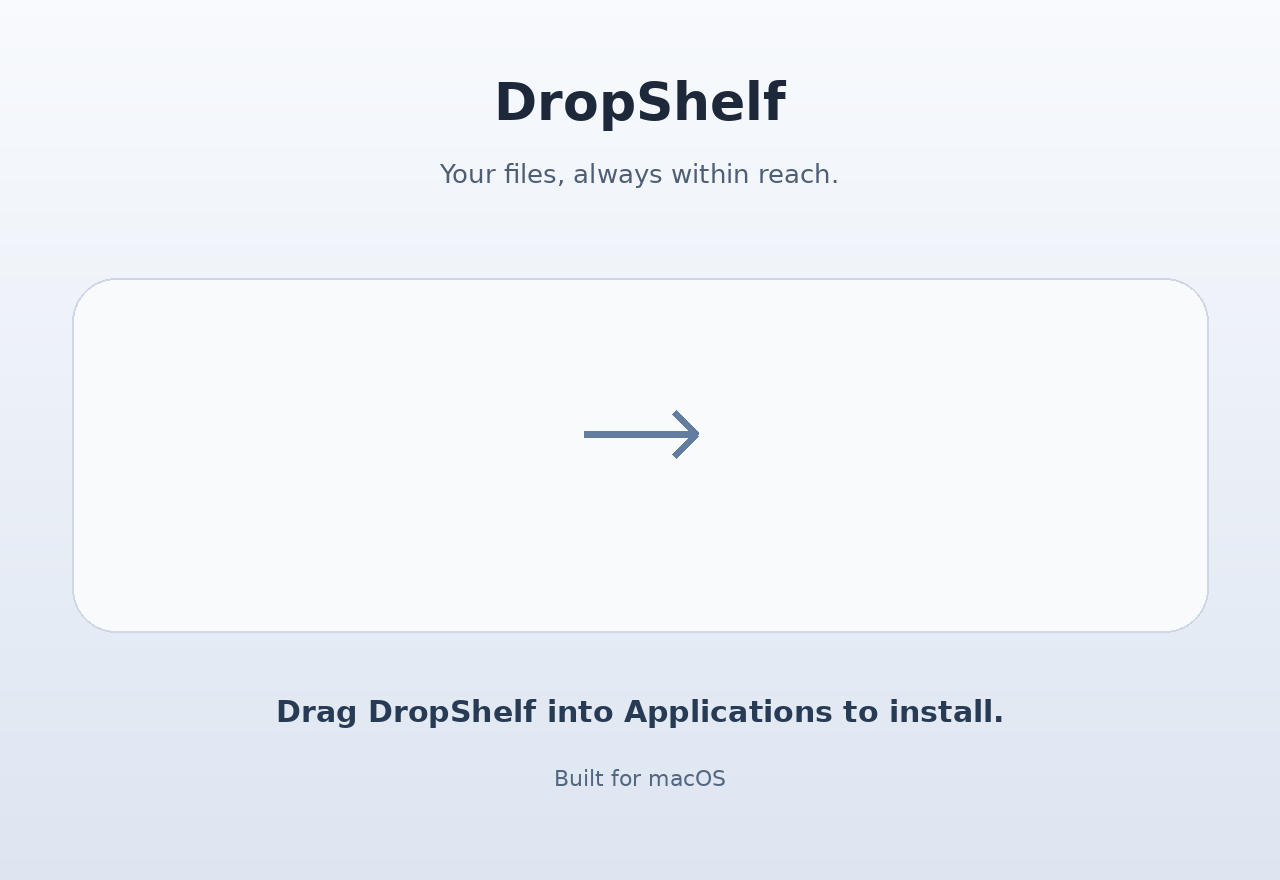 DropShelf
Your files, always within reach.
Drag DropShelf into Applications to install.
Built for macOS